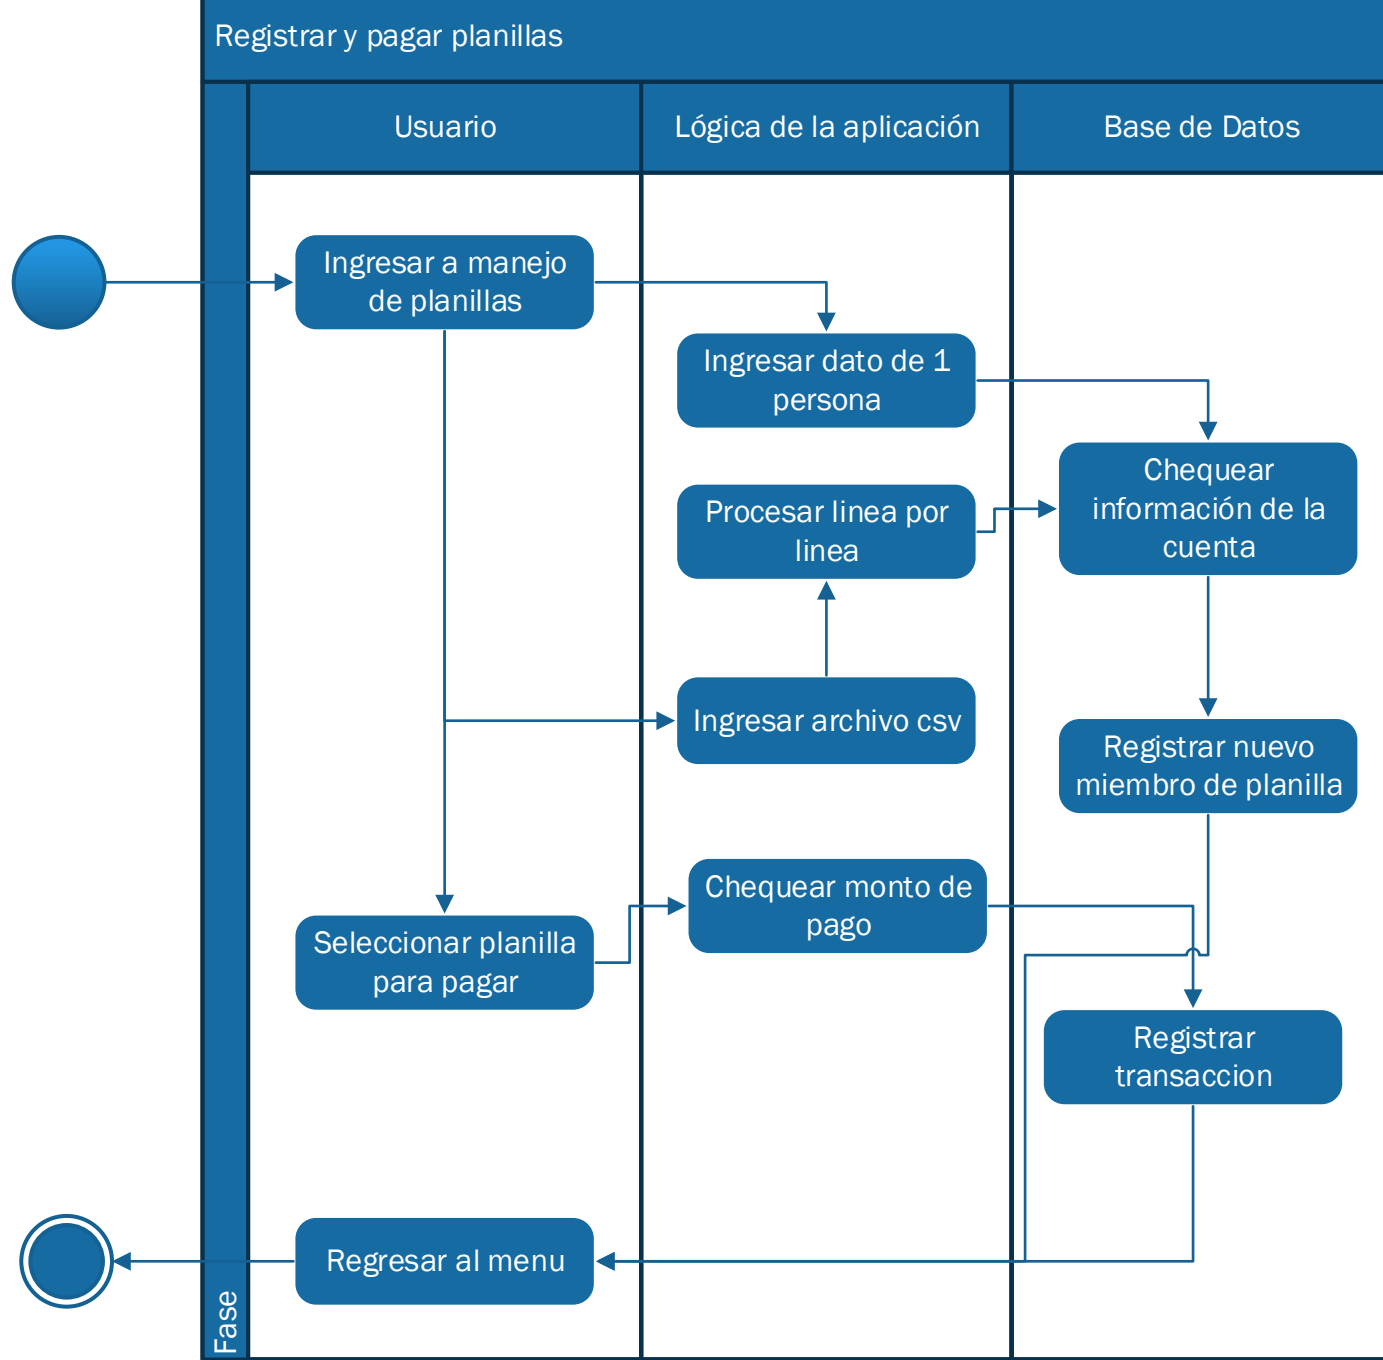 Registrar y pagar planillas
Usuario
Lógica de la aplicación
Base de Datos
Ingresar a manejo
de planillas
Ingresar dato de 1
persona
Chequear
información de la
cuenta
Procesar linea por
linea
Ingresar archivo csv
Registrar nuevo
miembro de planilla
Chequear monto de
pago
Seleccionar planilla
para pagar
Registrar
transaccion
Regresar al menu
Fase